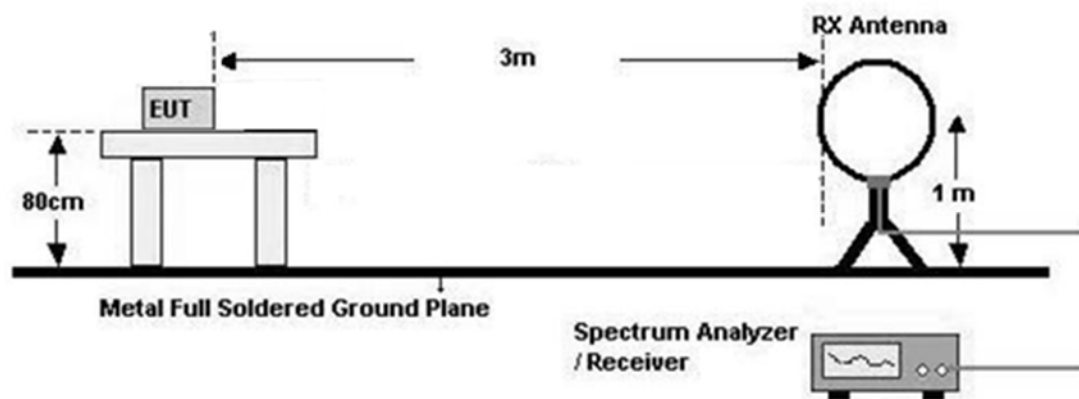 RX Antenna
3m
EUT
80cm
1 m
Metal Full Soldered Ground Plane
Spectrum Analyzer
/ Receiver